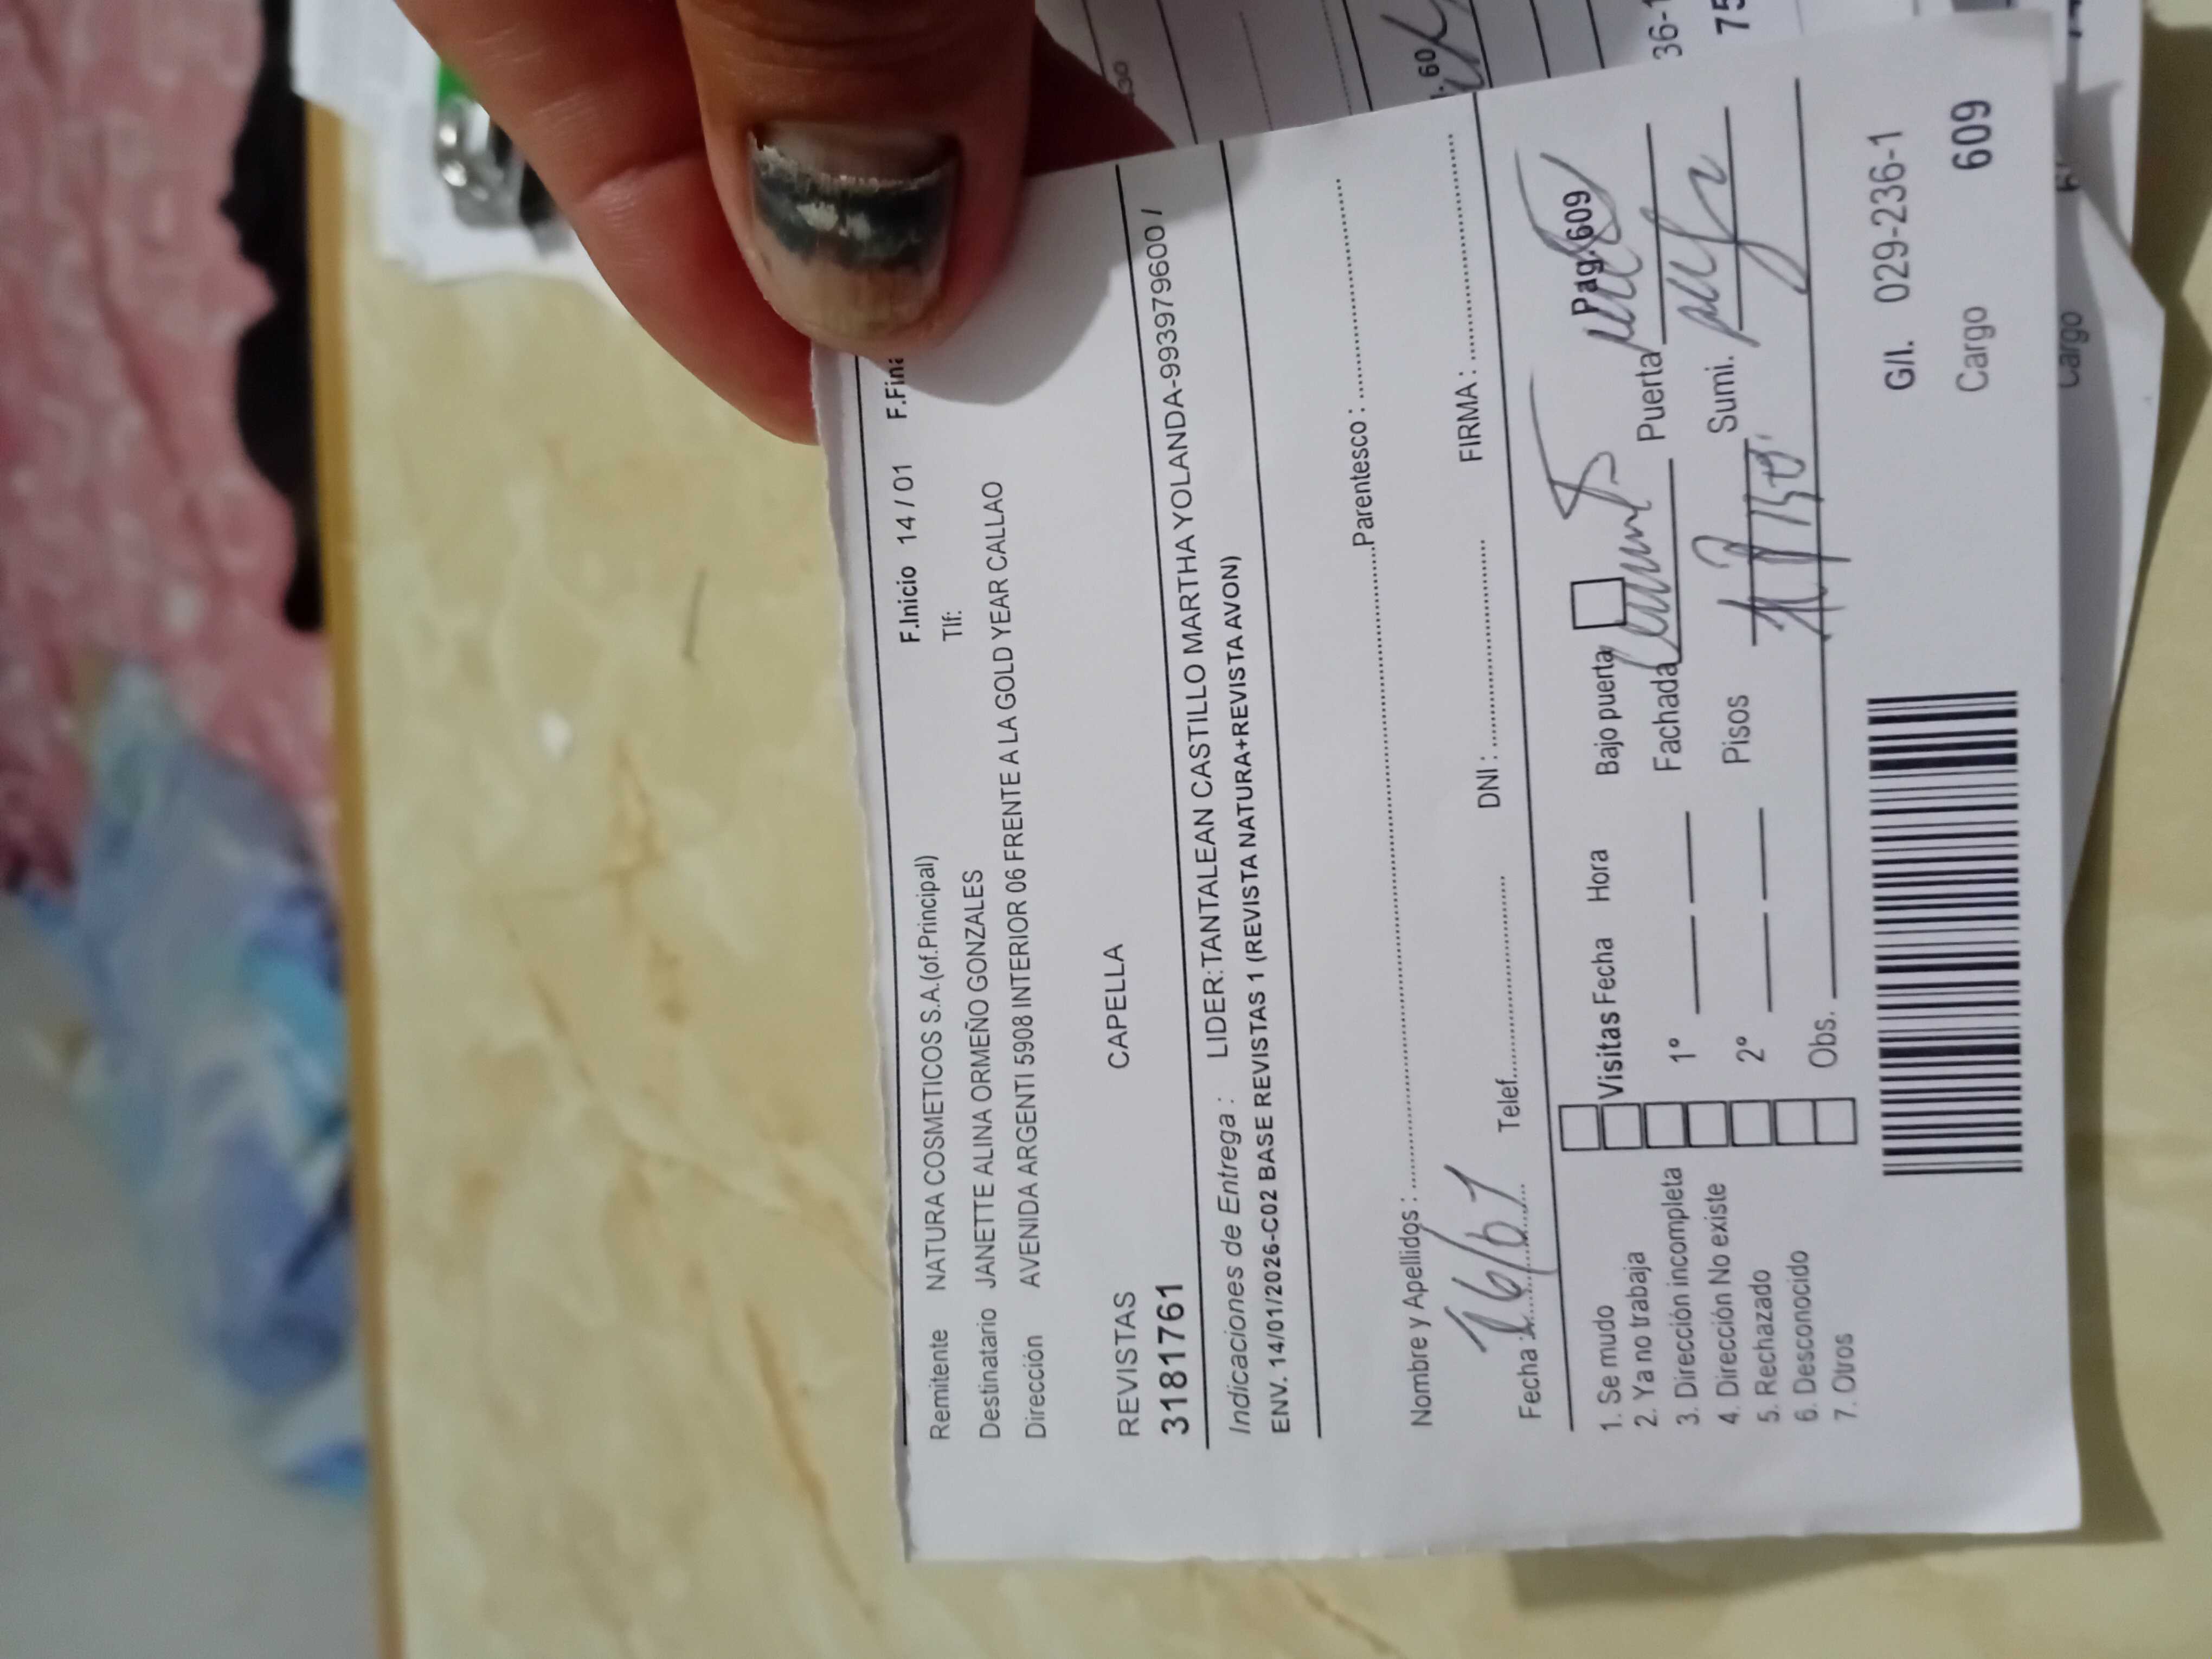 F.Inicio 14 / 01 F.Fina
Remitente NATURA COSMETICOS S.A.(of.Principal) Tlf:
Destinatario JANETTE ALINA ORMEÑO GONZALES
Dirección AVENIDA ARGENTI 5908 INTERIOR 06 FRENTE A LA GOLD YEAR CALLAO
REVISTAS CAPELLA
3181761
Indicaciones de Entrega : LIDER:TANTALEAN CASTILLO MARTHA YOLANDA-993979600 /
ENV. 14/01/2026-C02 BASE REVISTAS 1 (REVISTA NATURA+REVISTA AVON)
Nombre y Apellidos : Parentesco :
Fecha : 16/01 Telef. DNI : FIRMA :
Pag. 609
1. Se mudo Visitas Fecha Hora Bajo puerta
2. Ya no trabaja
3. Dirección incompleta 1º Fachada Puerta
4. Dirección No existe
5. Rechazado 2º Pisos Sumi.
6. Desconocido
7. Otros Obs.
G/I. 029-236-1
Cargo 609
36-1
Cargo